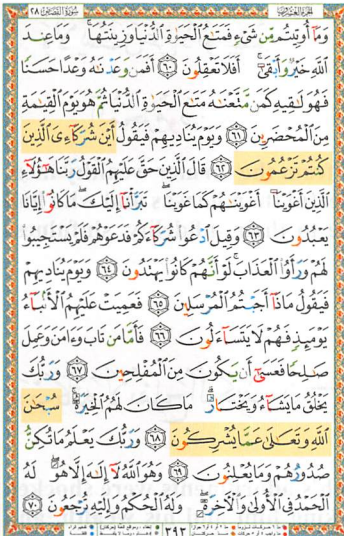 سُورَةُ القَصَصِ ٢٨
الجزء العشرون
وَمَآ أُوتِيتُم مِّن شَيْءٍ فَمَتَٰعُ ٱلْحَيَوٰةِ ٱلدُّنْيَا وَزِينَتُهَا ۚ وَمَا عِندَ
ٱللَّهِ خَيْرٌ وَأَبْقَىٰٓ ۚ أَفَلَا تَعْقِلُونَ ٦٠ أَفَمَن وَعَدْنَٰهُ وَعْدًا حَسَنًا
فَهُوَ لَٰقِيهِ كَمَن مَّتَّعْنَٰهُ مَتَٰعَ ٱلْحَيَوٰةِ ٱلدُّنْيَا ثُمَّ هُوَ يَوْمَ ٱلْقِيَٰمَةِ
مِنَ ٱلْمُحْضَرِينَ ٦١ وَيَوْمَ يُنَادِيهِمْ فَيَقُولُ أَيْنَ شُرَكَآءِىَ ٱلَّذِينَ
كُنتُمْ تَزْعُمُونَ ٦٢ قَالَ ٱلَّذِينَ حَقَّ عَلَيْهِمُ ٱلْقَوْلُ رَبَّنَا هَٰٓؤُلَآءِ
ٱلَّذِينَ أَغْوَيْنَآ أَغْوَيْنَٰهُمْ كَمَا غَوَيْنَا ۖ تَبَرَّأْنَآ إِلَيْكَ ۖ مَا كَانُوٓا۟ إِيَّانَا
يَعْبُدُونَ ٦٣ وَقِيلَ ٱدْعُوا۟ شُرَكَآءَكُمْ فَدَعَوْهُمْ فَلَمْ يَسْتَجِيبُوا۟
لَهُمْ وَرَأَوُا۟ ٱلْعَذَابَ ۚ لَوْ أَنَّهُمْ كَانُوا۟ يَهْتَدُونَ ٦٤ وَيَوْمَ يُنَادِيهِمْ
فَيَقُولُ مَاذَآ أَجَبْتُمُ ٱلْمُرْسَلِينَ ٦٥ فَعَمِيَتْ عَلَيْهِمُ ٱلْأَنۢبَآءُ
يَوْمَئِذٍ فَهُمْ لَا يَتَسَآءَلُونَ ٦٦ فَأَمَّا مَن تَابَ وَءَامَنَ وَعَمِلَ
صَٰلِحًا فَعَسَىٰٓ أَن يَكُونَ مِنَ ٱلْمُفْلِحِينَ ٦٧ وَرَبُّكَ
يَخْلُقُ مَا يَشَآءُ وَيَخْتَارُ ۗ مَا كَانَ لَهُمُ ٱلْخِيَرَةُ ۚ سُبْحَٰنَ
ٱللَّهِ وَتَعَٰلَىٰ عَمَّا يُشْرِكُونَ ٦٨ وَرَبُّكَ يَعْلَمُ مَا تُكِنُّ
صُدُورُهُمْ وَمَا يُعْلِنُونَ ٦٩ وَهُوَ ٱللَّهُ لَآ إِلَٰهَ إِلَّا هُوَ ۖ لَهُ
ٱلْحَمْدُ فِى ٱلْأُولَىٰ وَٱلْءَاخِرَةِ ۖ وَلَهُ ٱلْحُكْمُ وَإِلَيْهِ تُرْجَعُونَ ٧٠
٣٩٣